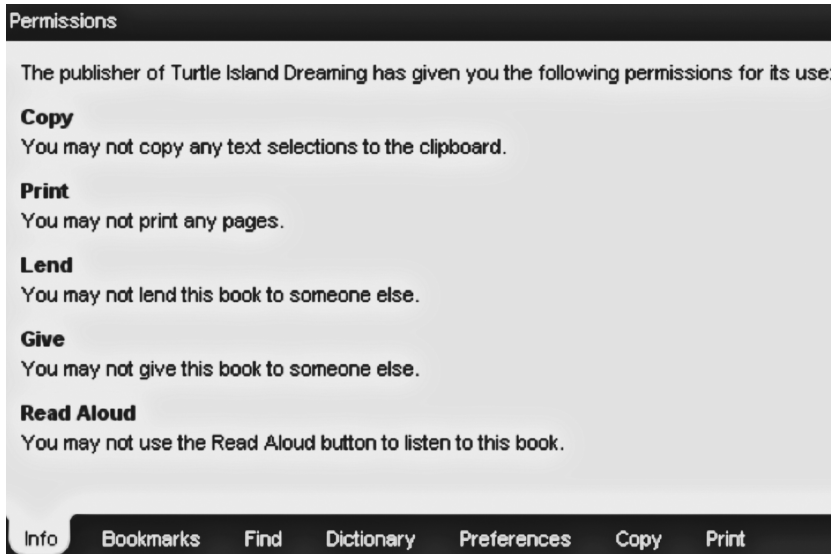 Permissions
The publisher of Turtle Island Dreaming has given you the following permissions for its use:
Copy
You may not copy any text selections to the clipboard.
Print
You may not print any pages.
Lend
You may not lend this book to someone else.
Give
You may not give this book to someone else.
Read Aloud
You may not use the Read Aloud button to listen to this book.
Info Bookmarks Find Dictionary Preferences Copy Print